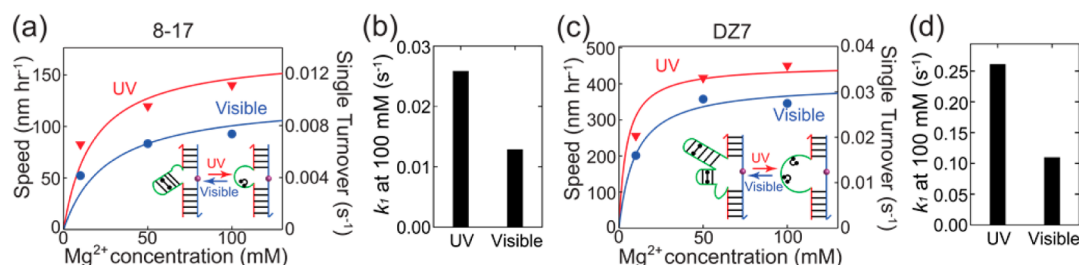 (a)
8-17
Speed (nm hr⁻¹)
150
100
50
0
UV
Visible
UV
Visible
0.012
0.008
0.004
0
Single Turnover (s⁻¹)
0
50
100
Mg²⁺ concentration (mM)
(b)
k₁ at 100 mM (s⁻¹)
0.03
0.02
0.01
0.00
UV Visible
(c)
DZ7
Speed (nm hr⁻¹)
500
400
300
200
100
0
UV
Visible
UV
Visible
0.04
0.03
0.02
0.01
0
Single Turnover (s⁻¹)
0
50
100
Mg²⁺ concentration (mM)
(d)
k₁ at 100 mM (s⁻¹)
0.25
0.20
0.15
0.10
0.05
0.00
UV Visible